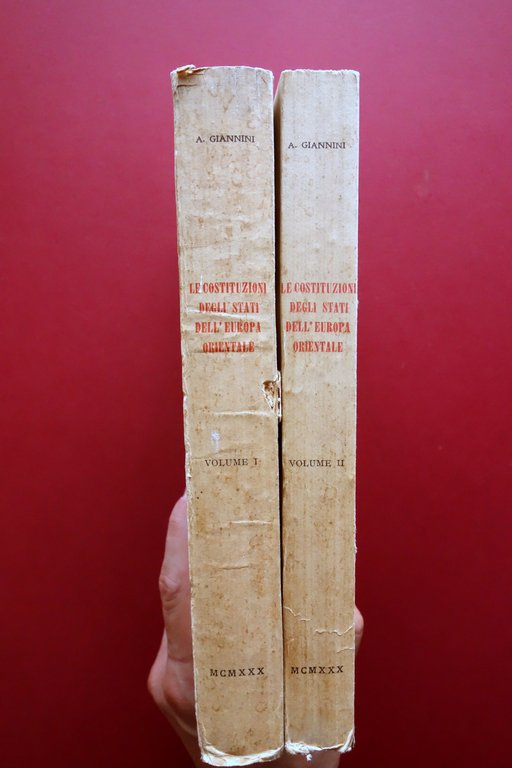 A. GIANNINI
LE COSTITUZIONI
DEGLI STATI
DELL'EUROPA
ORIENTALE
VOLUME I
MCMXXX
A. GIANNINI
LE COSTITUZIONI
DEGLI STATI
DELL'EUROPA
ORIENTALE
VOLUME II
MCMXXX